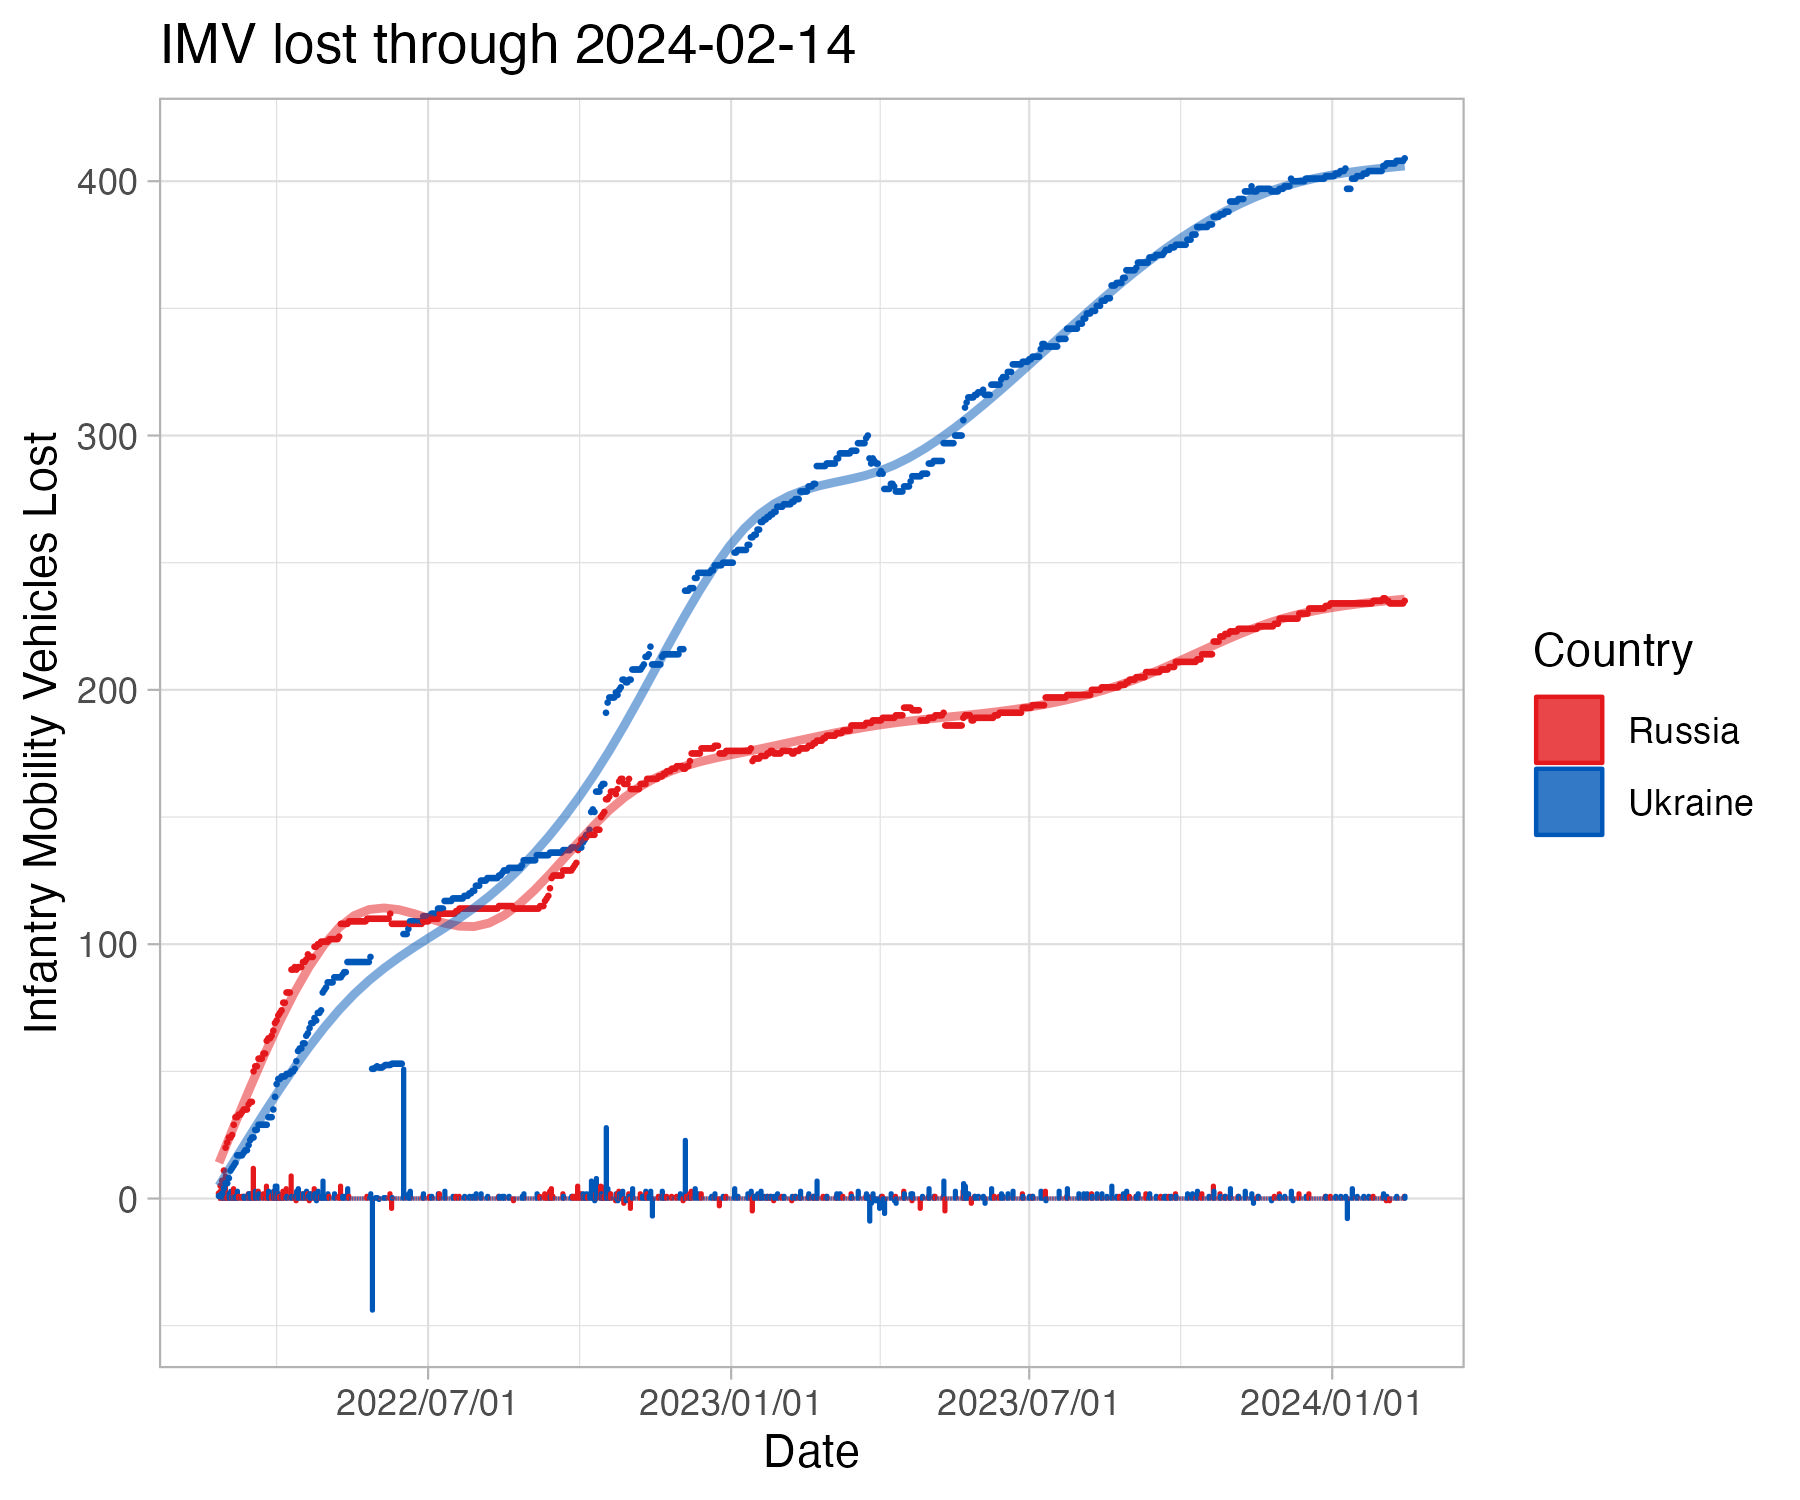 IMV lost through 2024-02-14
Infantry Mobility Vehicles Lost
400
300
200
100
0
2022/07/01
2023/01/01
2023/07/01
2024/01/01
Date
Country
Russia
Ukraine